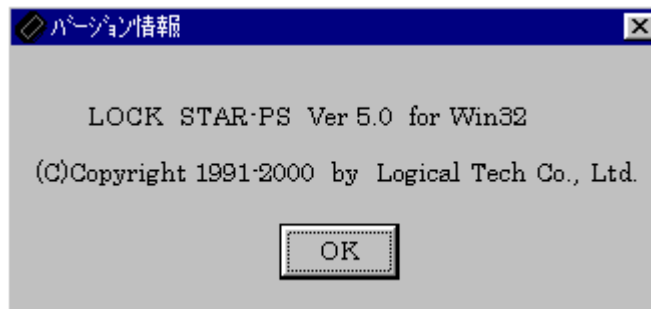 バージョン情報
LOCK STAR-PS Ver 5.0 for Win32
(C)Copyright 1991-2000 by Logical Tech Co., Ltd.
OK